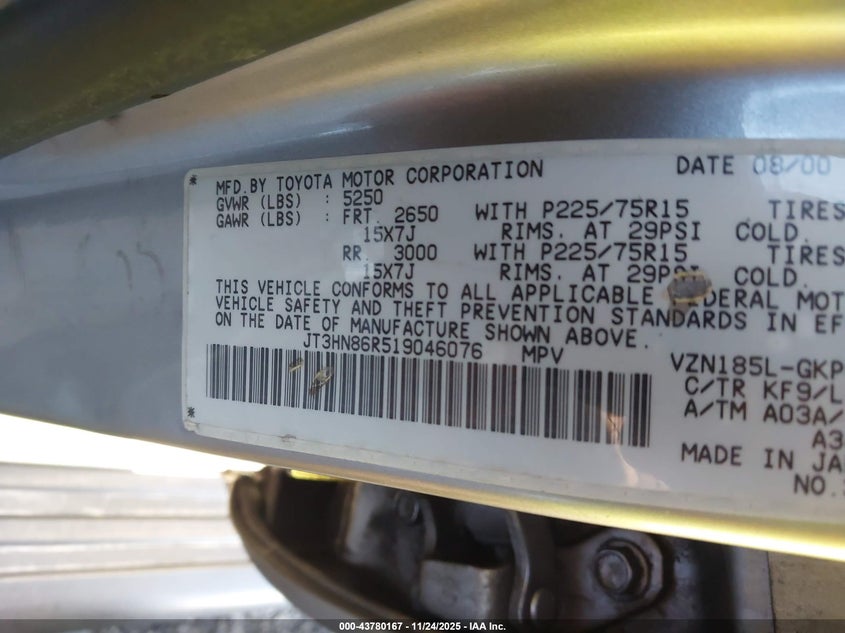 MFD.BY TOYOTA MOTOR CORPORATION DATE 08/00
GVWR (LBS) : 5250
GAWR (LBS) : FRT. 2650 WITH P225/75R15 TIRES
15X7J RIMS. AT 29PSI COLD.
RR. 3000 WITH P225/75R15 TIRES
15X7J RIMS. AT 29PSI COLD.
THIS VEHICLE CONFORMS TO ALL APPLICABLE FEDERAL MOT
VEHICLE SAFETY AND THEFT PREVENTION STANDARDS IN EF
ON THE DATE OF MANUFACTURE SHOWN ABOVE.
JT3HN86R519046076 MPV
VZN185L-GKP
C/TR KF9/L
A/TM A03A/
A3
MADE IN JA
NO.
000-43780167 - 11/24/2025 - IAA Inc.